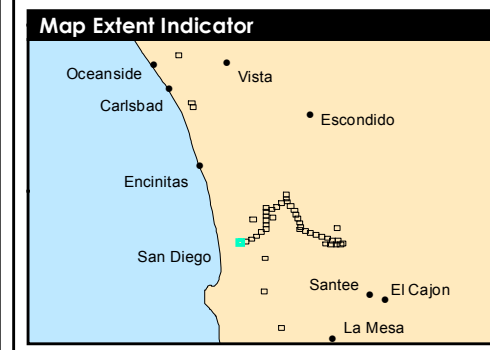 Map Extent Indicator
Oceanside
Vista
Carlsbad
Escondido
Encinitas
San Diego
Santee
El Cajon
La Mesa